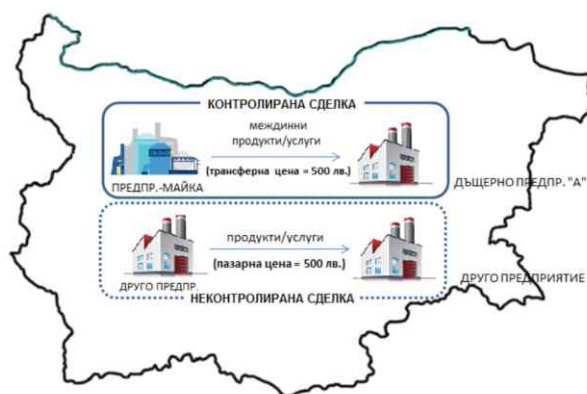 КОНТРОЛИРАНА СДЕЛКА
междинни
продукти/услуги
(трансферна цена = 500 лв.)
ПРЕДПР.-МАЙКА
ДЪЩЕРНО ПРЕДПР. "А"
продукти/услуги
(пазарна цена = 500 лв.)
ДРУГО ПРЕДПР.
ДРУГО ПРЕДПРИЯТИЕ
НЕКОНТРОЛИРАНА СДЕЛКА